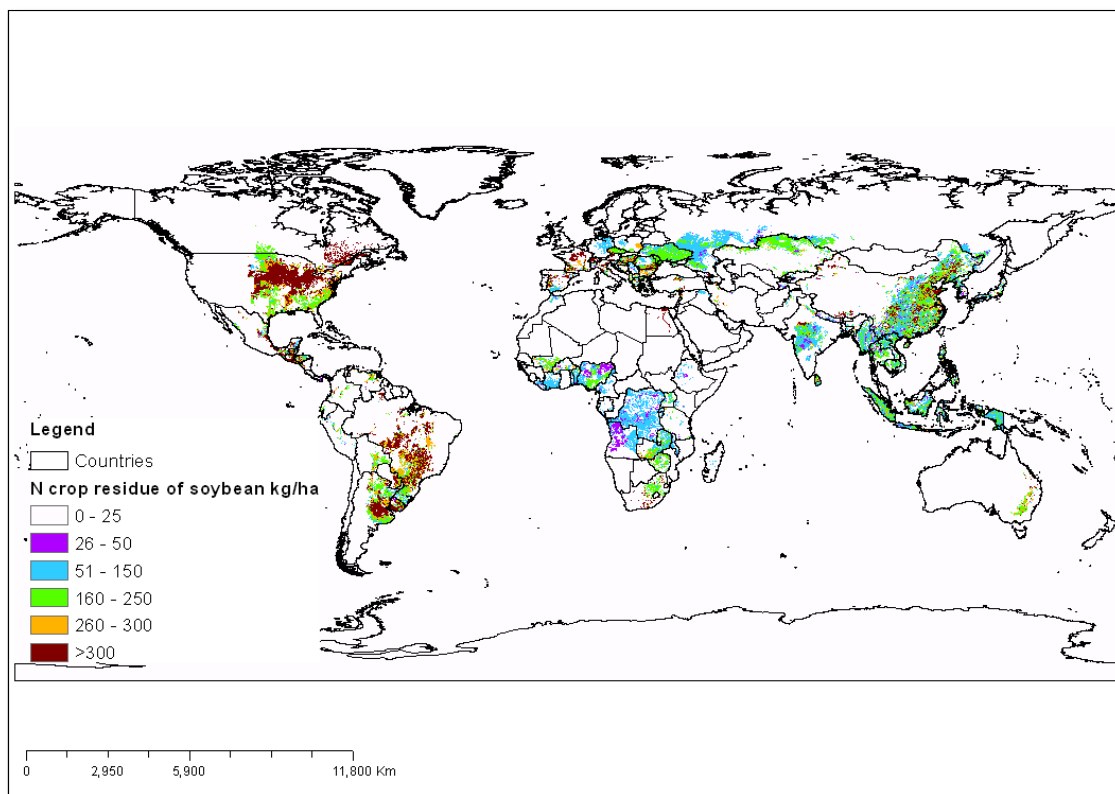 Legend
Countries
N crop residue of soybean kg/ha
0 - 25
26 - 50
51 - 150
160 - 250
260 - 300
>300
0 2,950 5,900 11,800 Km